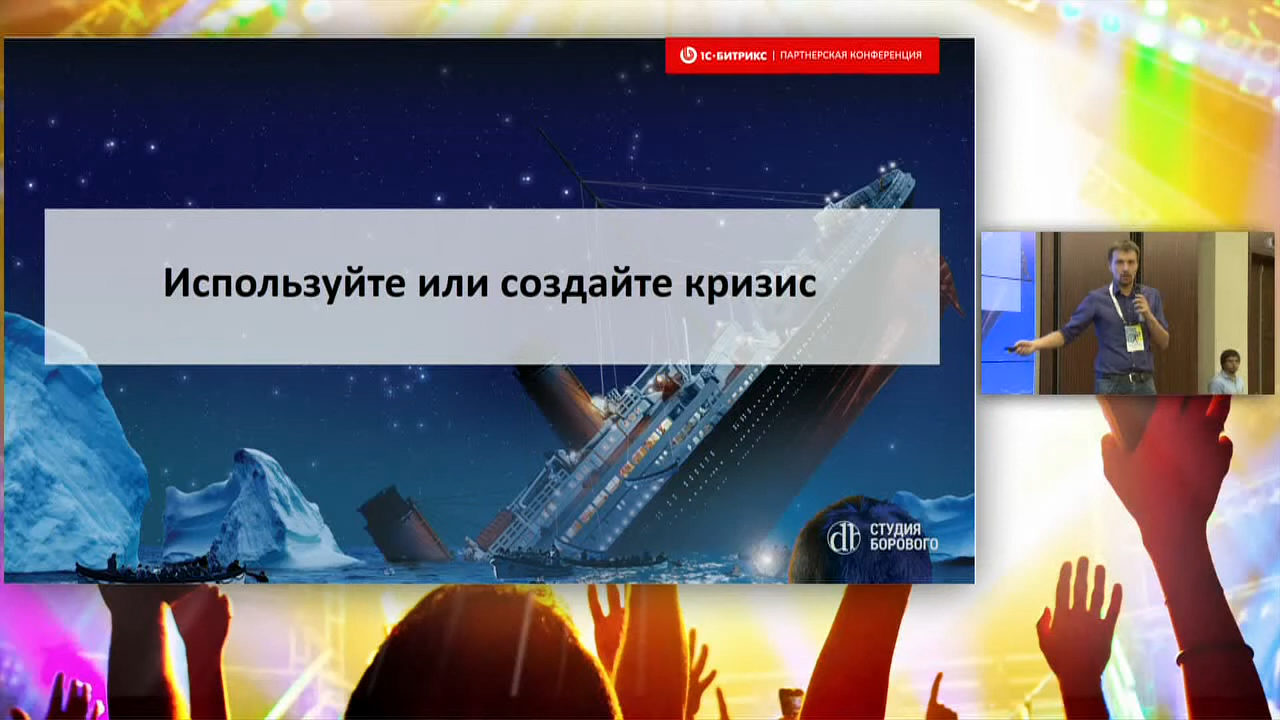 1С-БИТРИКС | ПАРТНЕРСКАЯ КОНФЕРЕНЦИЯ
Используйте или создайте кризис
СТУДИЯ
БОРОВОГО